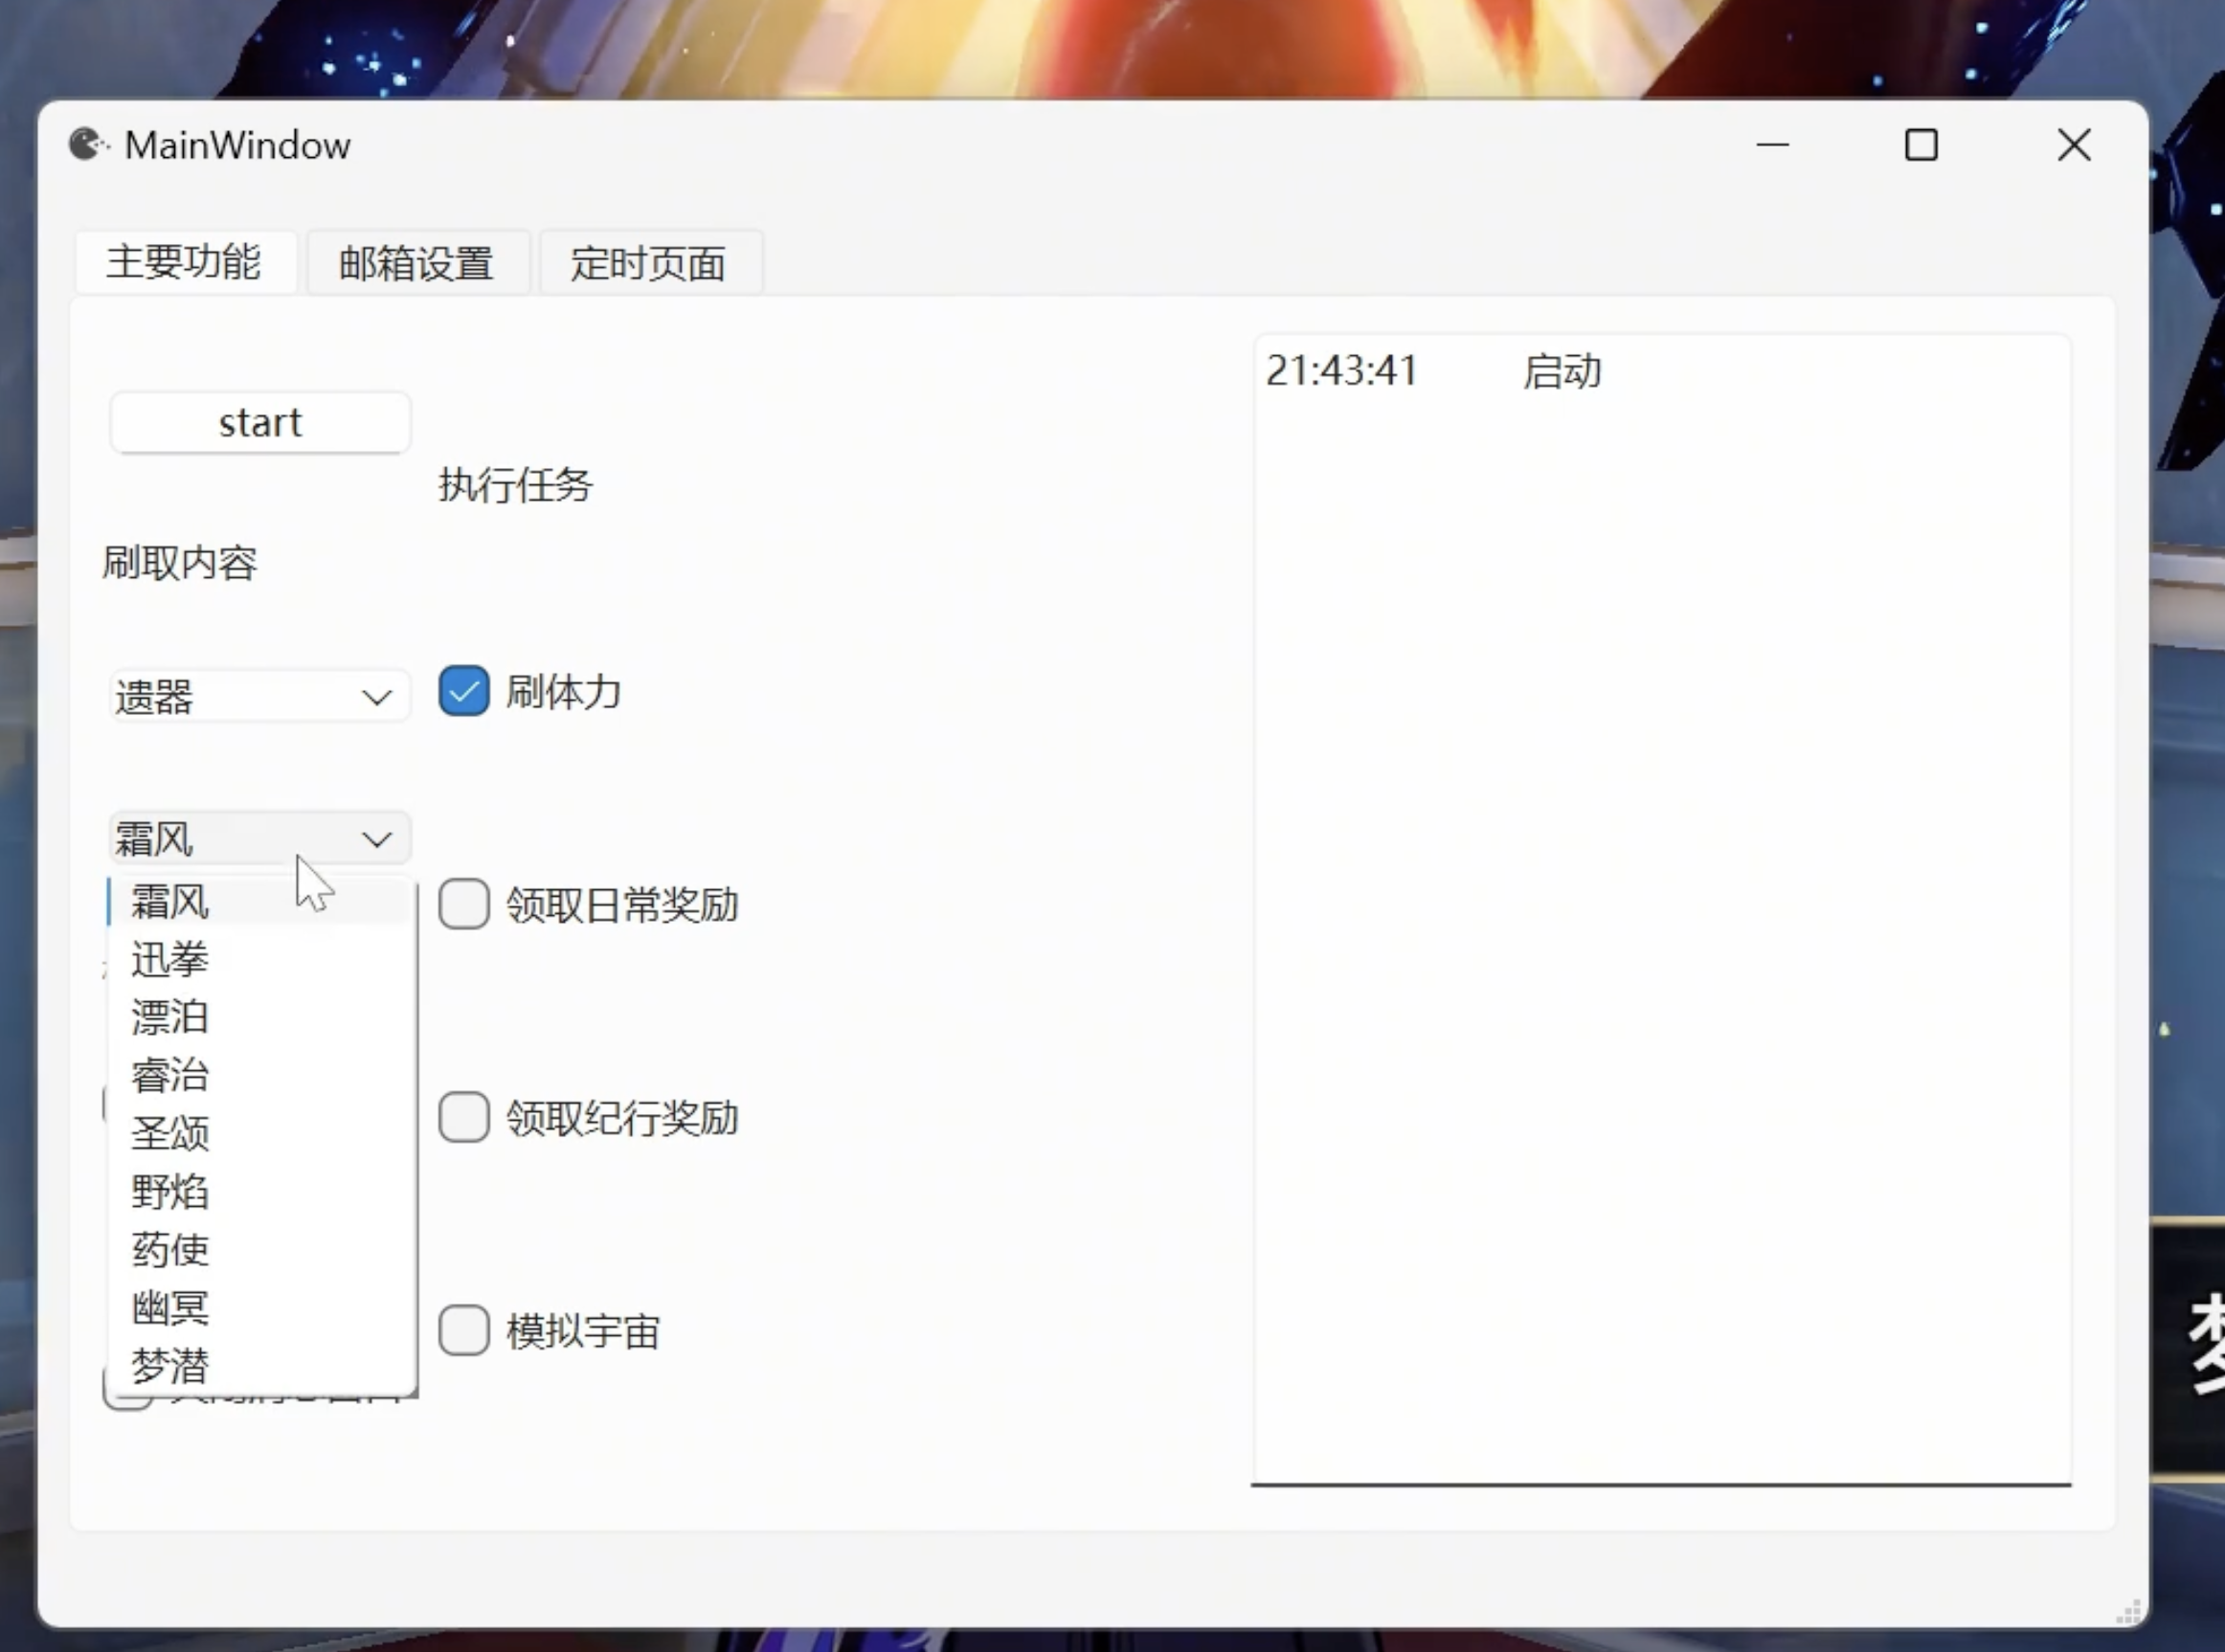 MainWindow
主要功能 邮箱设置 定时页面
start
执行任务
刷取内容
遗器
刷体力
霜风
霜风
迅拳
漂泊
睿治
圣颂
野焰
药使
幽冥
梦潜
领取日常奖励
领取纪行奖励
模拟宇宙
21:43:41 启动